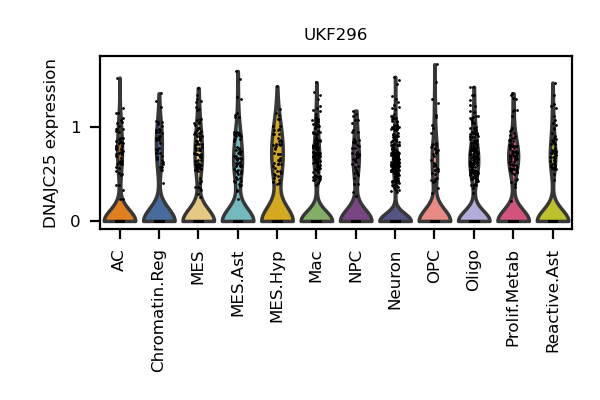 UKF296
DNAJC25 expression
1
0
AC
Chromatin.Reg
MES
MES.Ast
MES.Hyp
Mac
NPC
Neuron
OPC
Oligo
Prolif.Metab
Reactive.Ast